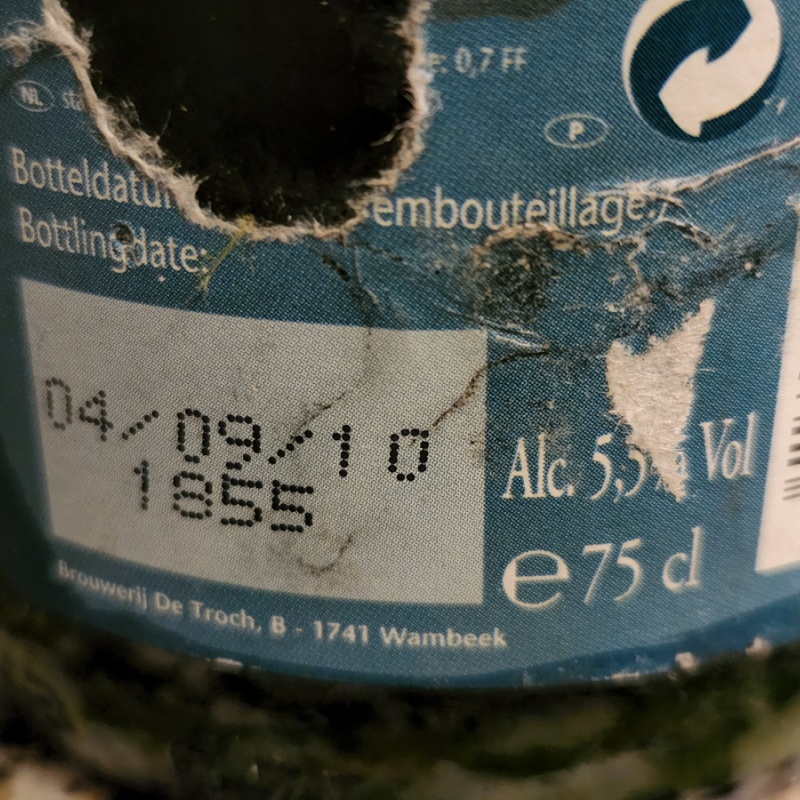 0,7 FF
NL
P
Botteldatum
embouteillage:
Bottling date:
04/09/10
1855
Alc. 5,5% Vol
e 75 cl
Brouwerij De Troch, B - 1741 Wambeek